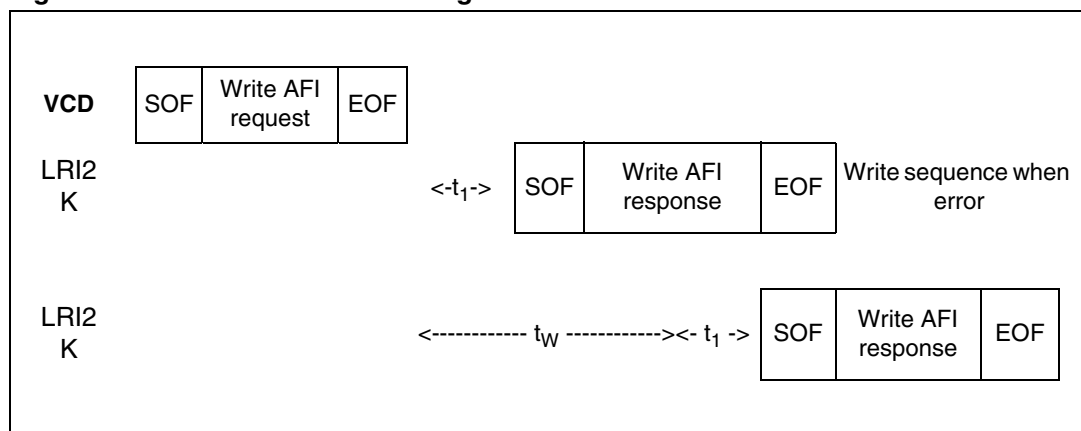 VCD SOF Write AFI request EOF
LRI2
K
<-t1-> SOF Write AFI response EOF Write sequence when error
LRI2
K
<------------ tW ------------><- t1 -> SOF Write AFI response EOF